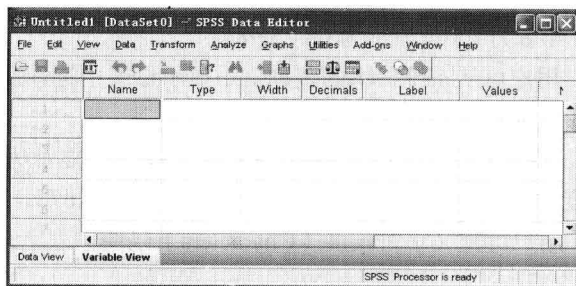 Untitled1 [DataSet0] - SPSS Data Editor
File Edit View Data Transform Analyze Graphs Utilities Add-ons Window Help
Name Type Width Decimals Label Values
1
2
3
4
5
6
7
Data View Variable View
SPSS Processor is ready